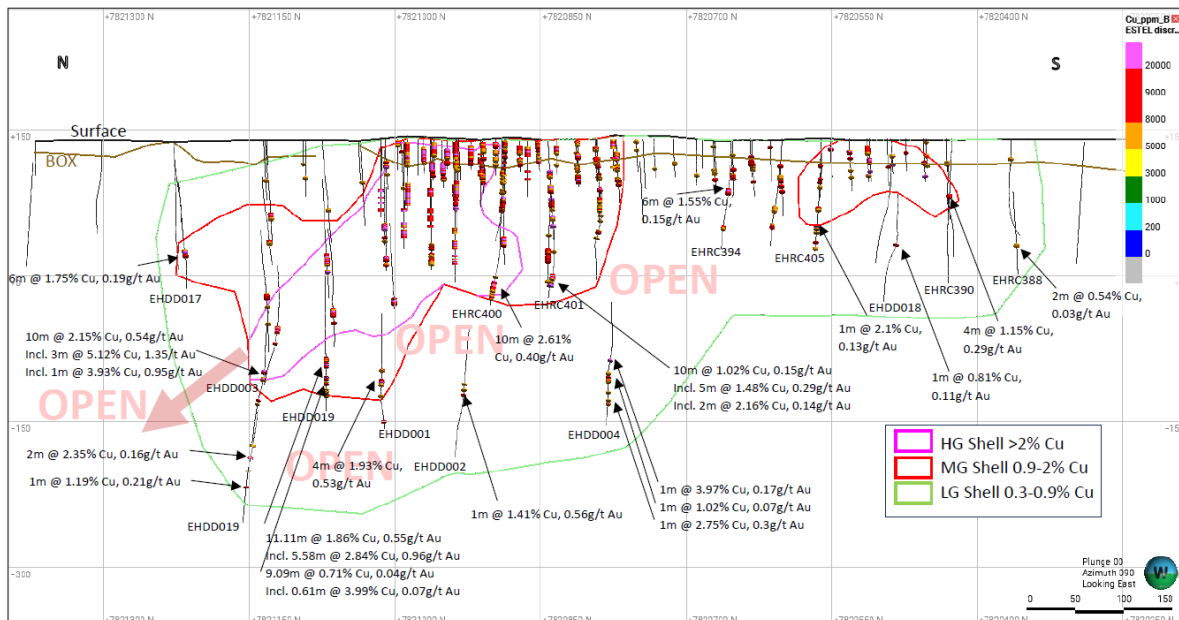 +7821300 N
+7821150 N
+7821000 N
+7820850 N
+7820700 N
+7820550 N
+7820400 N
Cu_ppm_B
ESTEL discr..
20000
9000
8000
5000
3000
1000
200
0
N
S
+150
Surface
BOX
6m @ 1.55% Cu,
0.15g/t Au
EHRC394
EHRC405
OPEN
6m @ 1.75% Cu, 0.19g/t Au
EHDD017
EHRC400
EHRC401
EHDD018
EHRC390
EHRC388
2m @ 0.54% Cu,
0.03g/t Au
10m @ 2.15% Cu, 0.54g/t Au
Incl. 3m @ 5.12% Cu, 1.35g/t Au
Incl. 1m @ 3.93% Cu, 0.95g/t Au
OPEN
10m @ 2.61%
Cu, 0.40g/t Au
1m @ 2.1% Cu,
0.13g/t Au
4m @ 1.15% Cu,
0.29g/t Au
10m @ 1.02% Cu, 0.15g/t Au
Incl. 5m @ 1.48% Cu, 0.29g/t Au
Incl. 2m @ 2.16% Cu, 0.14g/t Au
1m @ 0.81% Cu,
0.11g/t Au
EHDD003
OPEN
EHDD019
EHDD001
EHDD004
-150
EHDD002
2m @ 2.35% Cu, 0.16g/t Au
OPEN
4m @ 1.93% Cu,
0.53g/t Au
1m @ 1.19% Cu, 0.21g/t Au
HG Shell >2% Cu
MG Shell 0.9-2% Cu
LG Shell 0.3-0.9% Cu
1m @ 3.97% Cu, 0.17g/t Au
1m @ 1.02% Cu, 0.07g/t Au
1m @ 2.75% Cu, 0.3g/t Au
1m @ 1.41% Cu, 0.56g/t Au
EHDD019
11.11m @ 1.86% Cu, 0.55g/t Au
Incl. 5.58m @ 2.84% Cu, 0.96g/t Au
9.09m @ 0.71% Cu, 0.04g/t Au
Incl. 0.61m @ 3.99% Cu, 0.07g/t Au
-300
Plunge 00
Azimuth 090
Looking East
W
0 50 100 150
+7821300 N
+7821150 N
+7821000 N
+7820850 N
+7820700 N
+7820550 N
+7820400 N
+7820250 N